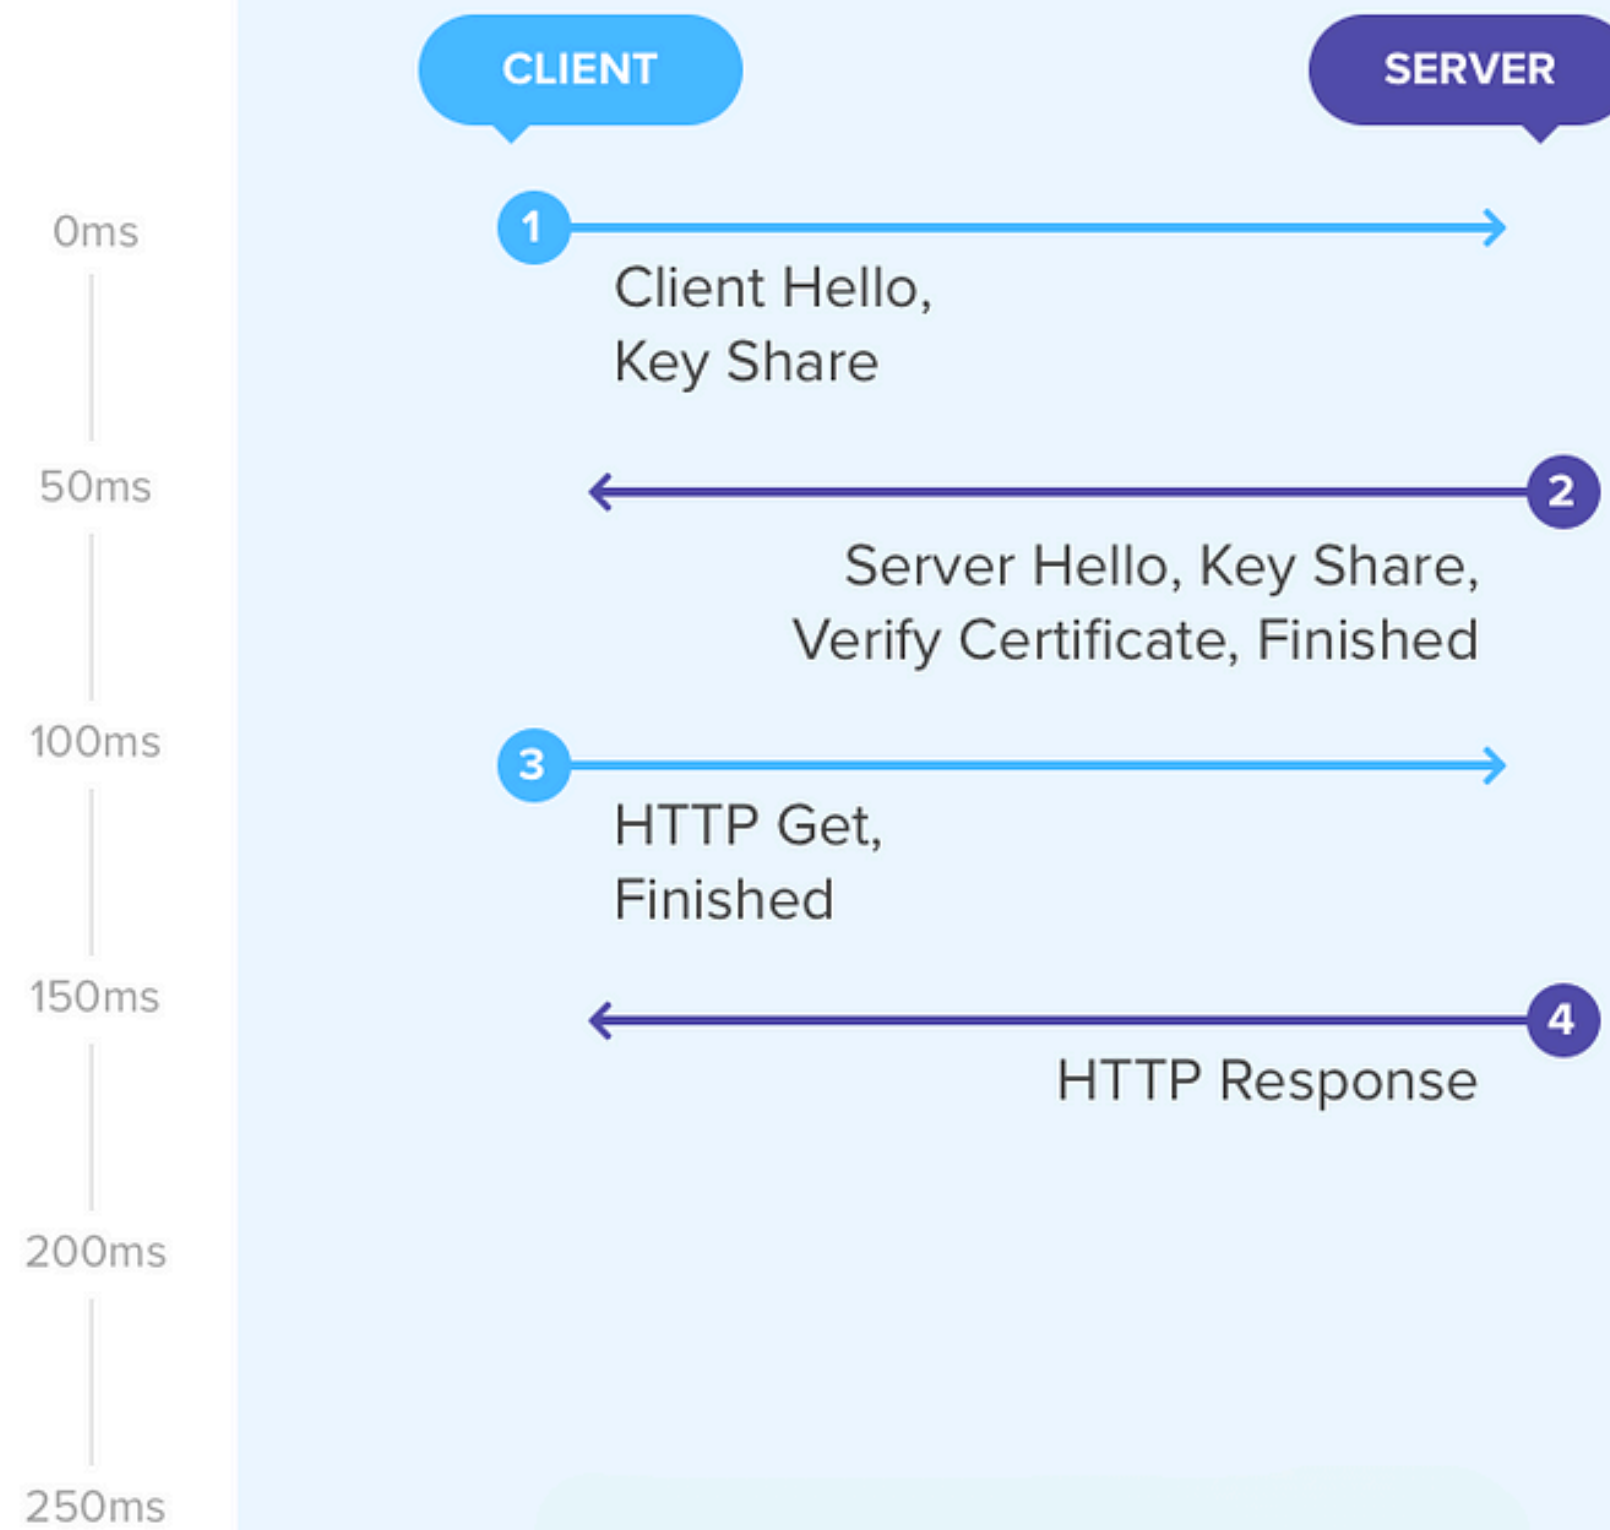 CLIENT
SERVER
0ms
1
Client Hello,
Key Share
50ms
2
Server Hello, Key Share,
Verify Certificate, Finished
100ms
3
HTTP Get,
Finished
150ms
4
HTTP Response
200ms
250ms